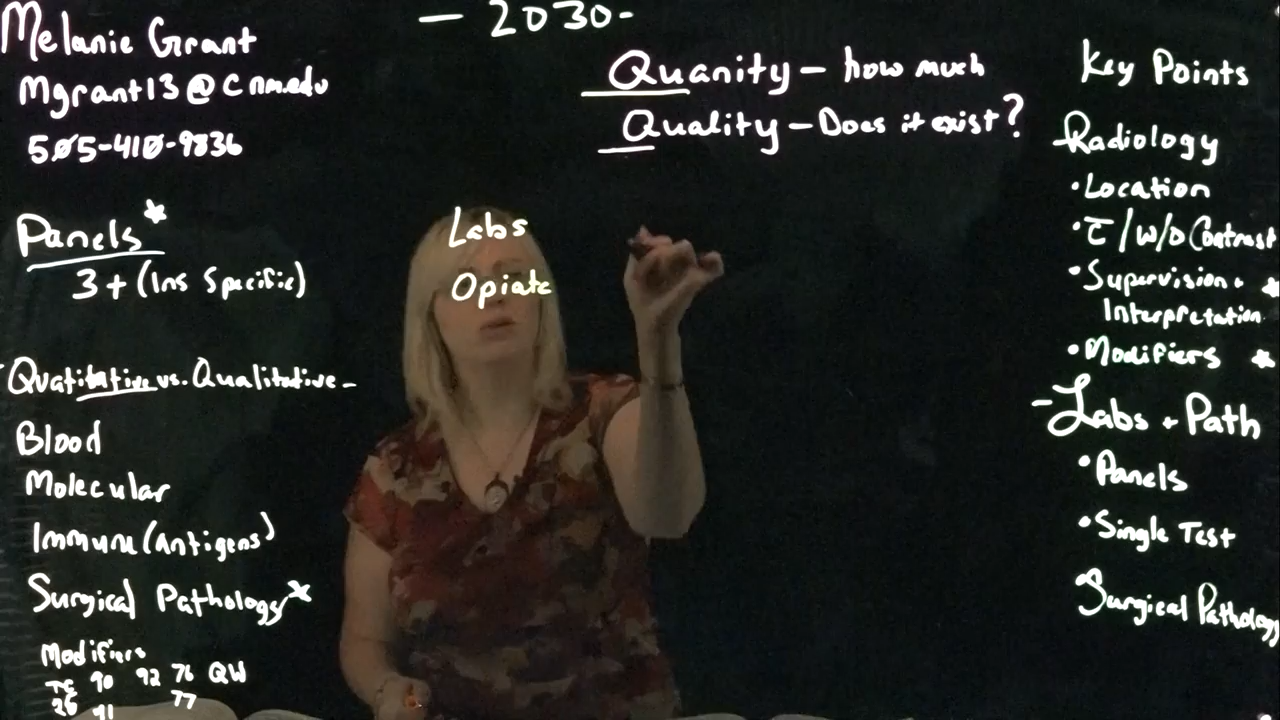 - 2030-
Melanie Grant
Mgrant13@cnm.edu
505-410-9836
Quanity - how much
Quality - Does it exist?
Panels*
3+ (Ins Specific)
Quatitative vs. Qualitative -
Blood
Molecular
Immune (antigens)
Surgical Pathology*
Modifiers
TC 90 92 76 QW
26 91 77
Labs
Opiate
Key Points
Radiology
• Location
• c̄ / w/o Contrast
• Supervision + *
Interpretation
• Modifiers *
- Labs + Path
• Panels
• Single Test
• Surgical Pathology